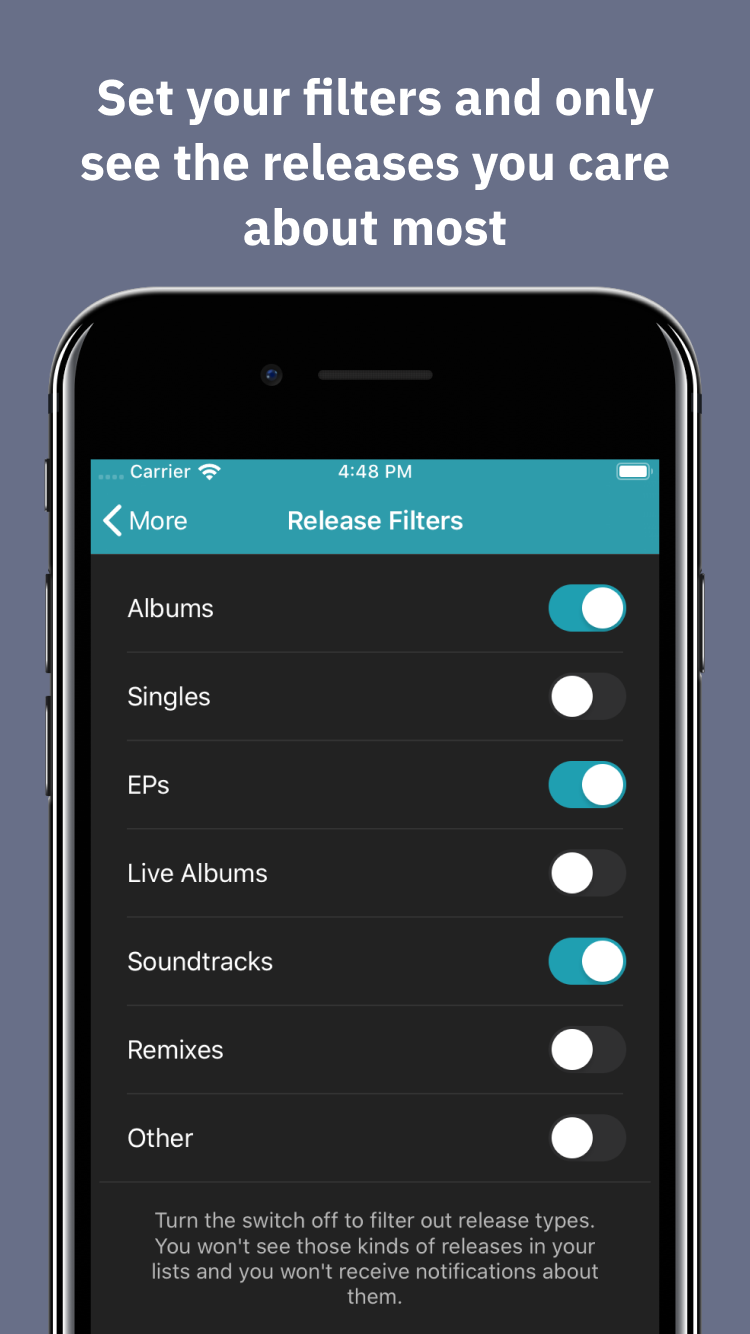 Set your filters and only
see the releases you care
about most
Carrier
4:48 PM
More
Release Filters
Albums
Singles
EPs
Live Albums
Soundtracks
Remixes
Other
Turn the switch off to filter out release types.
You won't see those kinds of releases in your
lists and you won't receive notifications about
them.